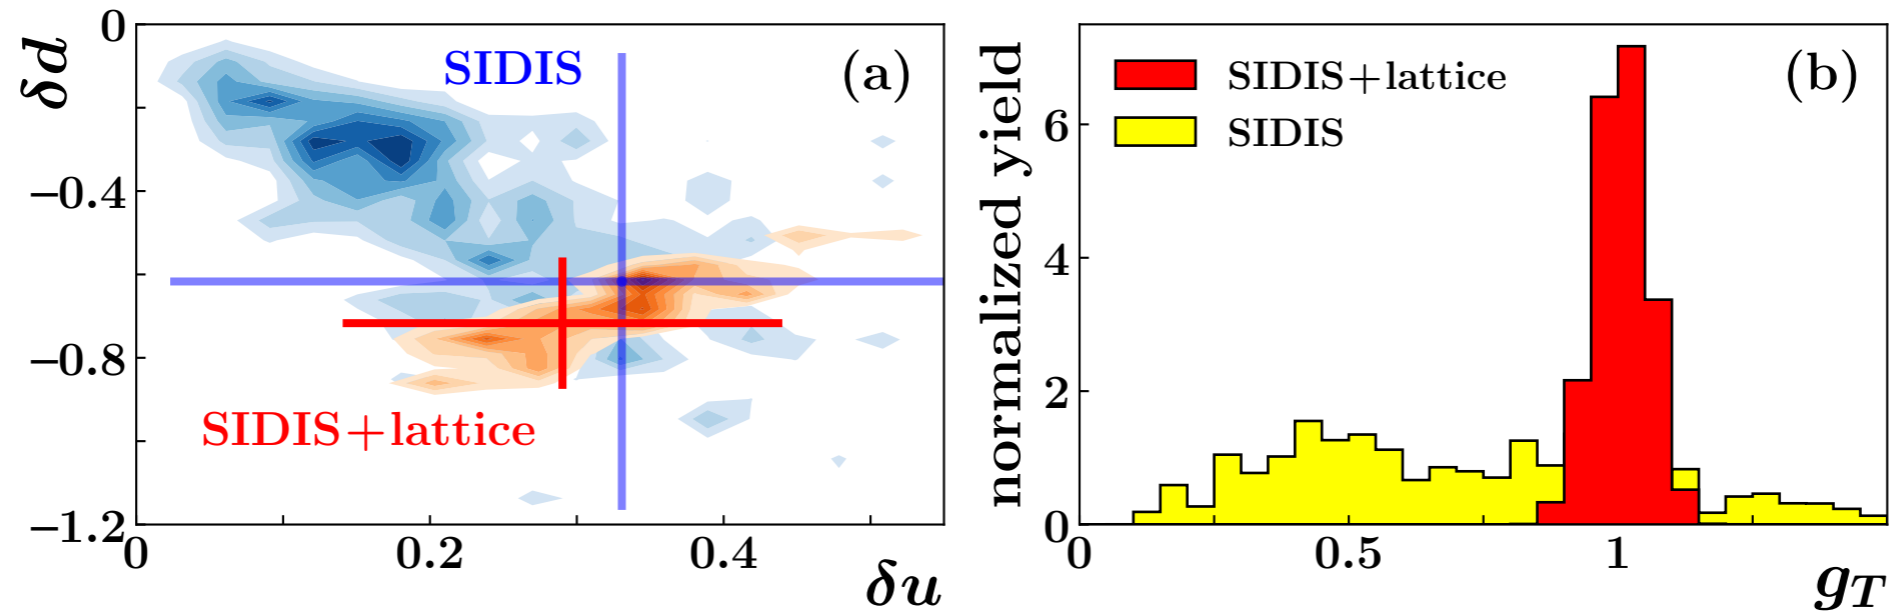 δd
0
−0.4
−0.8
−1.2
SIDIS
(a)
SIDIS+lattice
0
0.2
0.4
δu
normalized yield
6
4
2
0
SIDIS+lattice
SIDIS
(b)
0
0.5
1
g_T